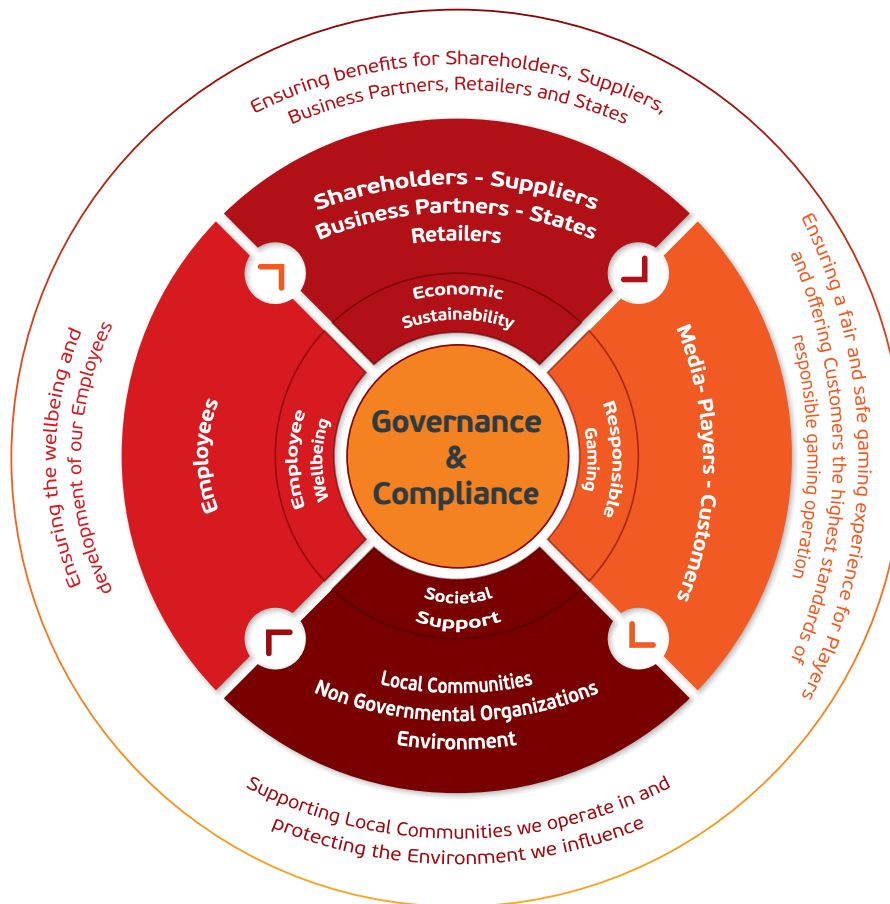 Ensuring benefits for Shareholders, Suppliers,
Business Partners, Retailers and States
Shareholders - Suppliers
Business Partners - States
Retailers
Economic
Sustainability
Ensuring a fair and safe gaming experience for Players
and offering Customers the highest standards of
responsible gaming operation
Media- Players - Customers
Responsible
Gaming
Governance
&
Compliance
Employee
Wellbeing
Employees
Ensuring the wellbeing and
development of our Employees
Societal
Support
Local Communities
Non Governmental Organizations
Environment
Supporting Local Communities we operate in and
protecting the Environment we influence